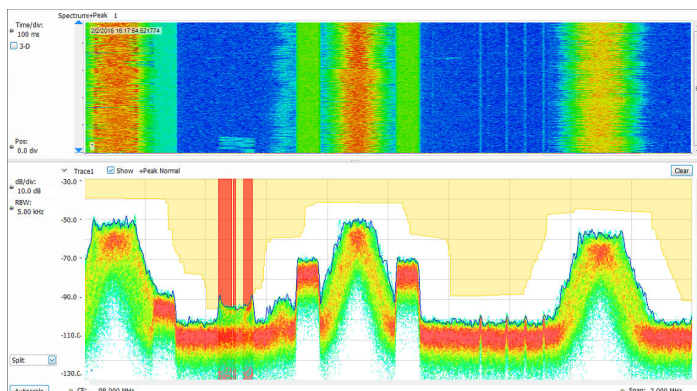 Spectrum+Peak 1
Time/div:
100 ms
3-D
2/2/2016 16:17:54.521774
Pos:
0.0 div
Trace1 Show +Peak Normal Clear
dB/div:
10.0 dB
RBW:
5.00 kHz
-30.0
-50.0
-70.0
-90.0
-110.0
-130.0
Split
Autoscale CF: 98.000 MHz Span: 2.000 MHz